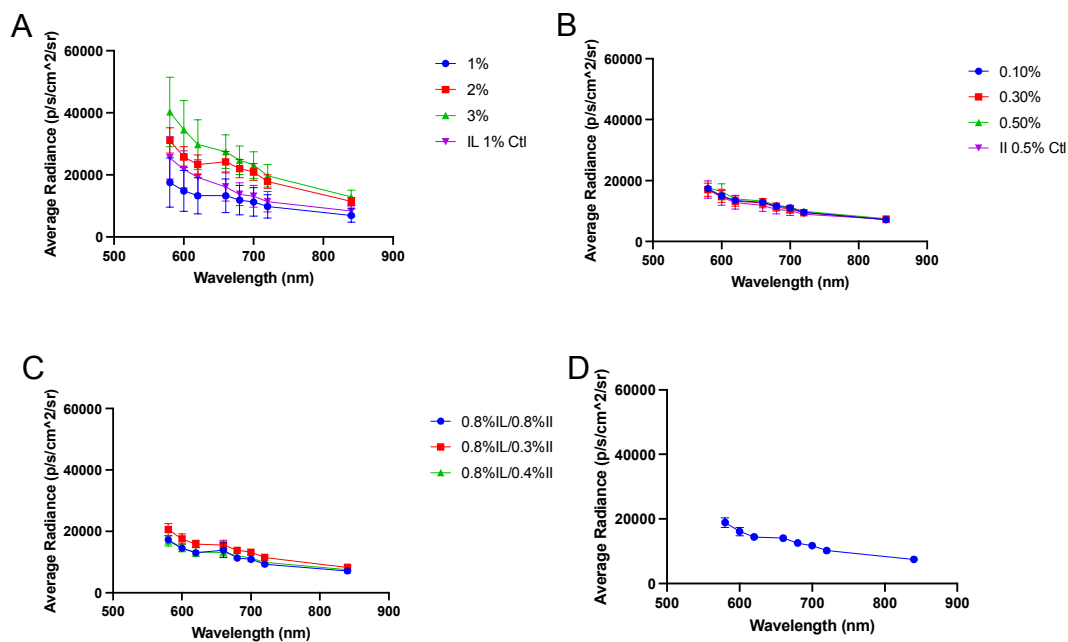 A
Average Radiance (p/s/cm^2/sr)
60000
40000
20000
0
500 600 700 800 900
Wavelength (nm)
1%
2%
3%
IL 1% Ctl
B
Average Radiance (p/s/cm^2/sr)
60000
40000
20000
0
500 600 700 800 900
Wavelength (nm)
0.10%
0.30%
0.50%
II 0.5% Ctl
C
Average Radiance (p/s/cm^2/sr)
60000
40000
20000
0
500 600 700 800 900
Wavelength (nm)
0.8%IL/0.8%II
0.8%IL/0.3%II
0.8%IL/0.4%II
D
Average Radiance (p/s/cm^2/sr)
60000
40000
20000
0
500 600 700 800 900
Wavelength (nm)